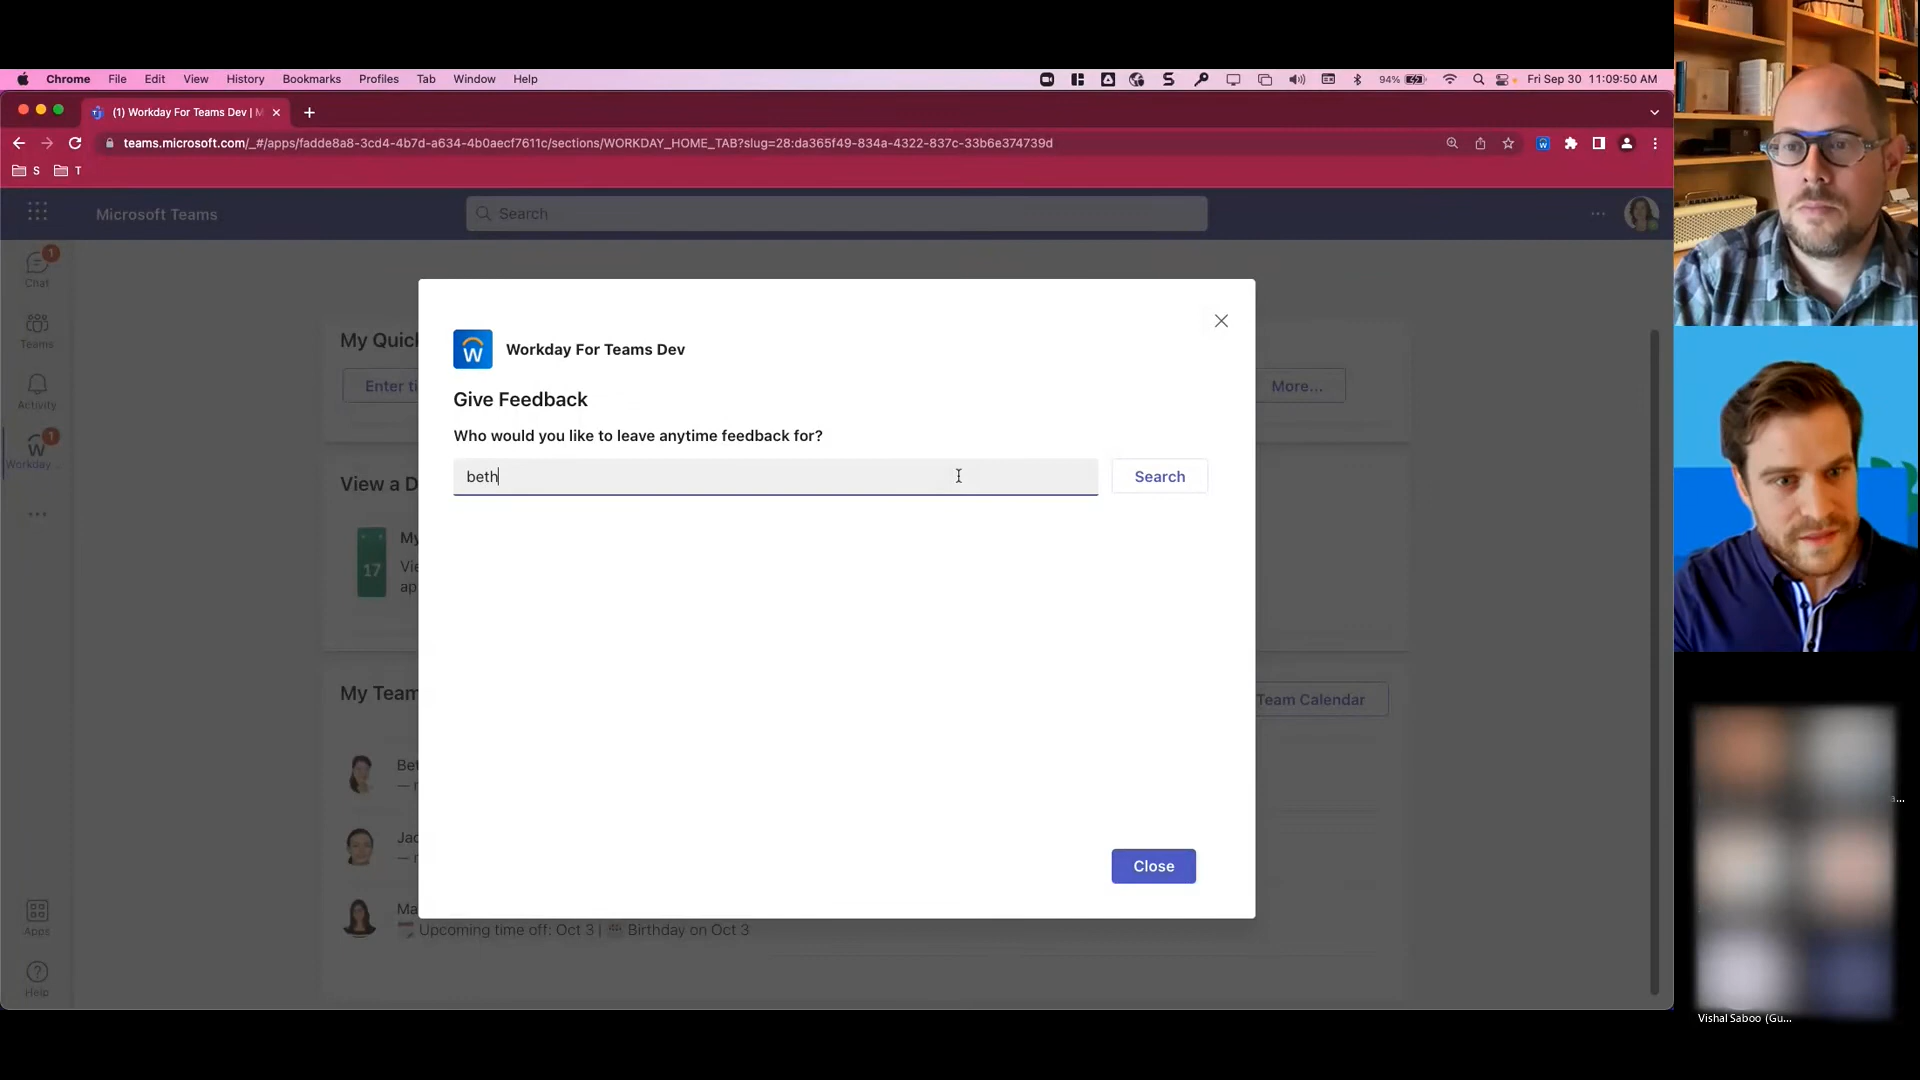 Chrome File Edit View History Bookmarks Profiles Tab Window Help 94% Fri Sep 30 11:09:50 AM
(1) Workday For Teams Dev | M
teams.microsoft.com/_#/apps/fadde8a8-3cd4-4b7d-a634-4b0aecf7611c/sections/WORKDAY_HOME_TAB?slug=28:da365f49-834a-4322-837c-33b6e374739d
S T
Microsoft Teams Search
1
Chat
Teams
Activity
1
Workday...
Apps
Help
My Quic
Enter ti
More...
View a D
17
My
Vie
ap
My Team
Team Calendar
Bet
Jac
Ma
Upcoming time off: Oct 3 | Birthday on Oct 3
W Workday For Teams Dev
Give Feedback
Who would you like to leave anytime feedback for?
beth
Search
Close
a...
Vishal Saboo (Gu...